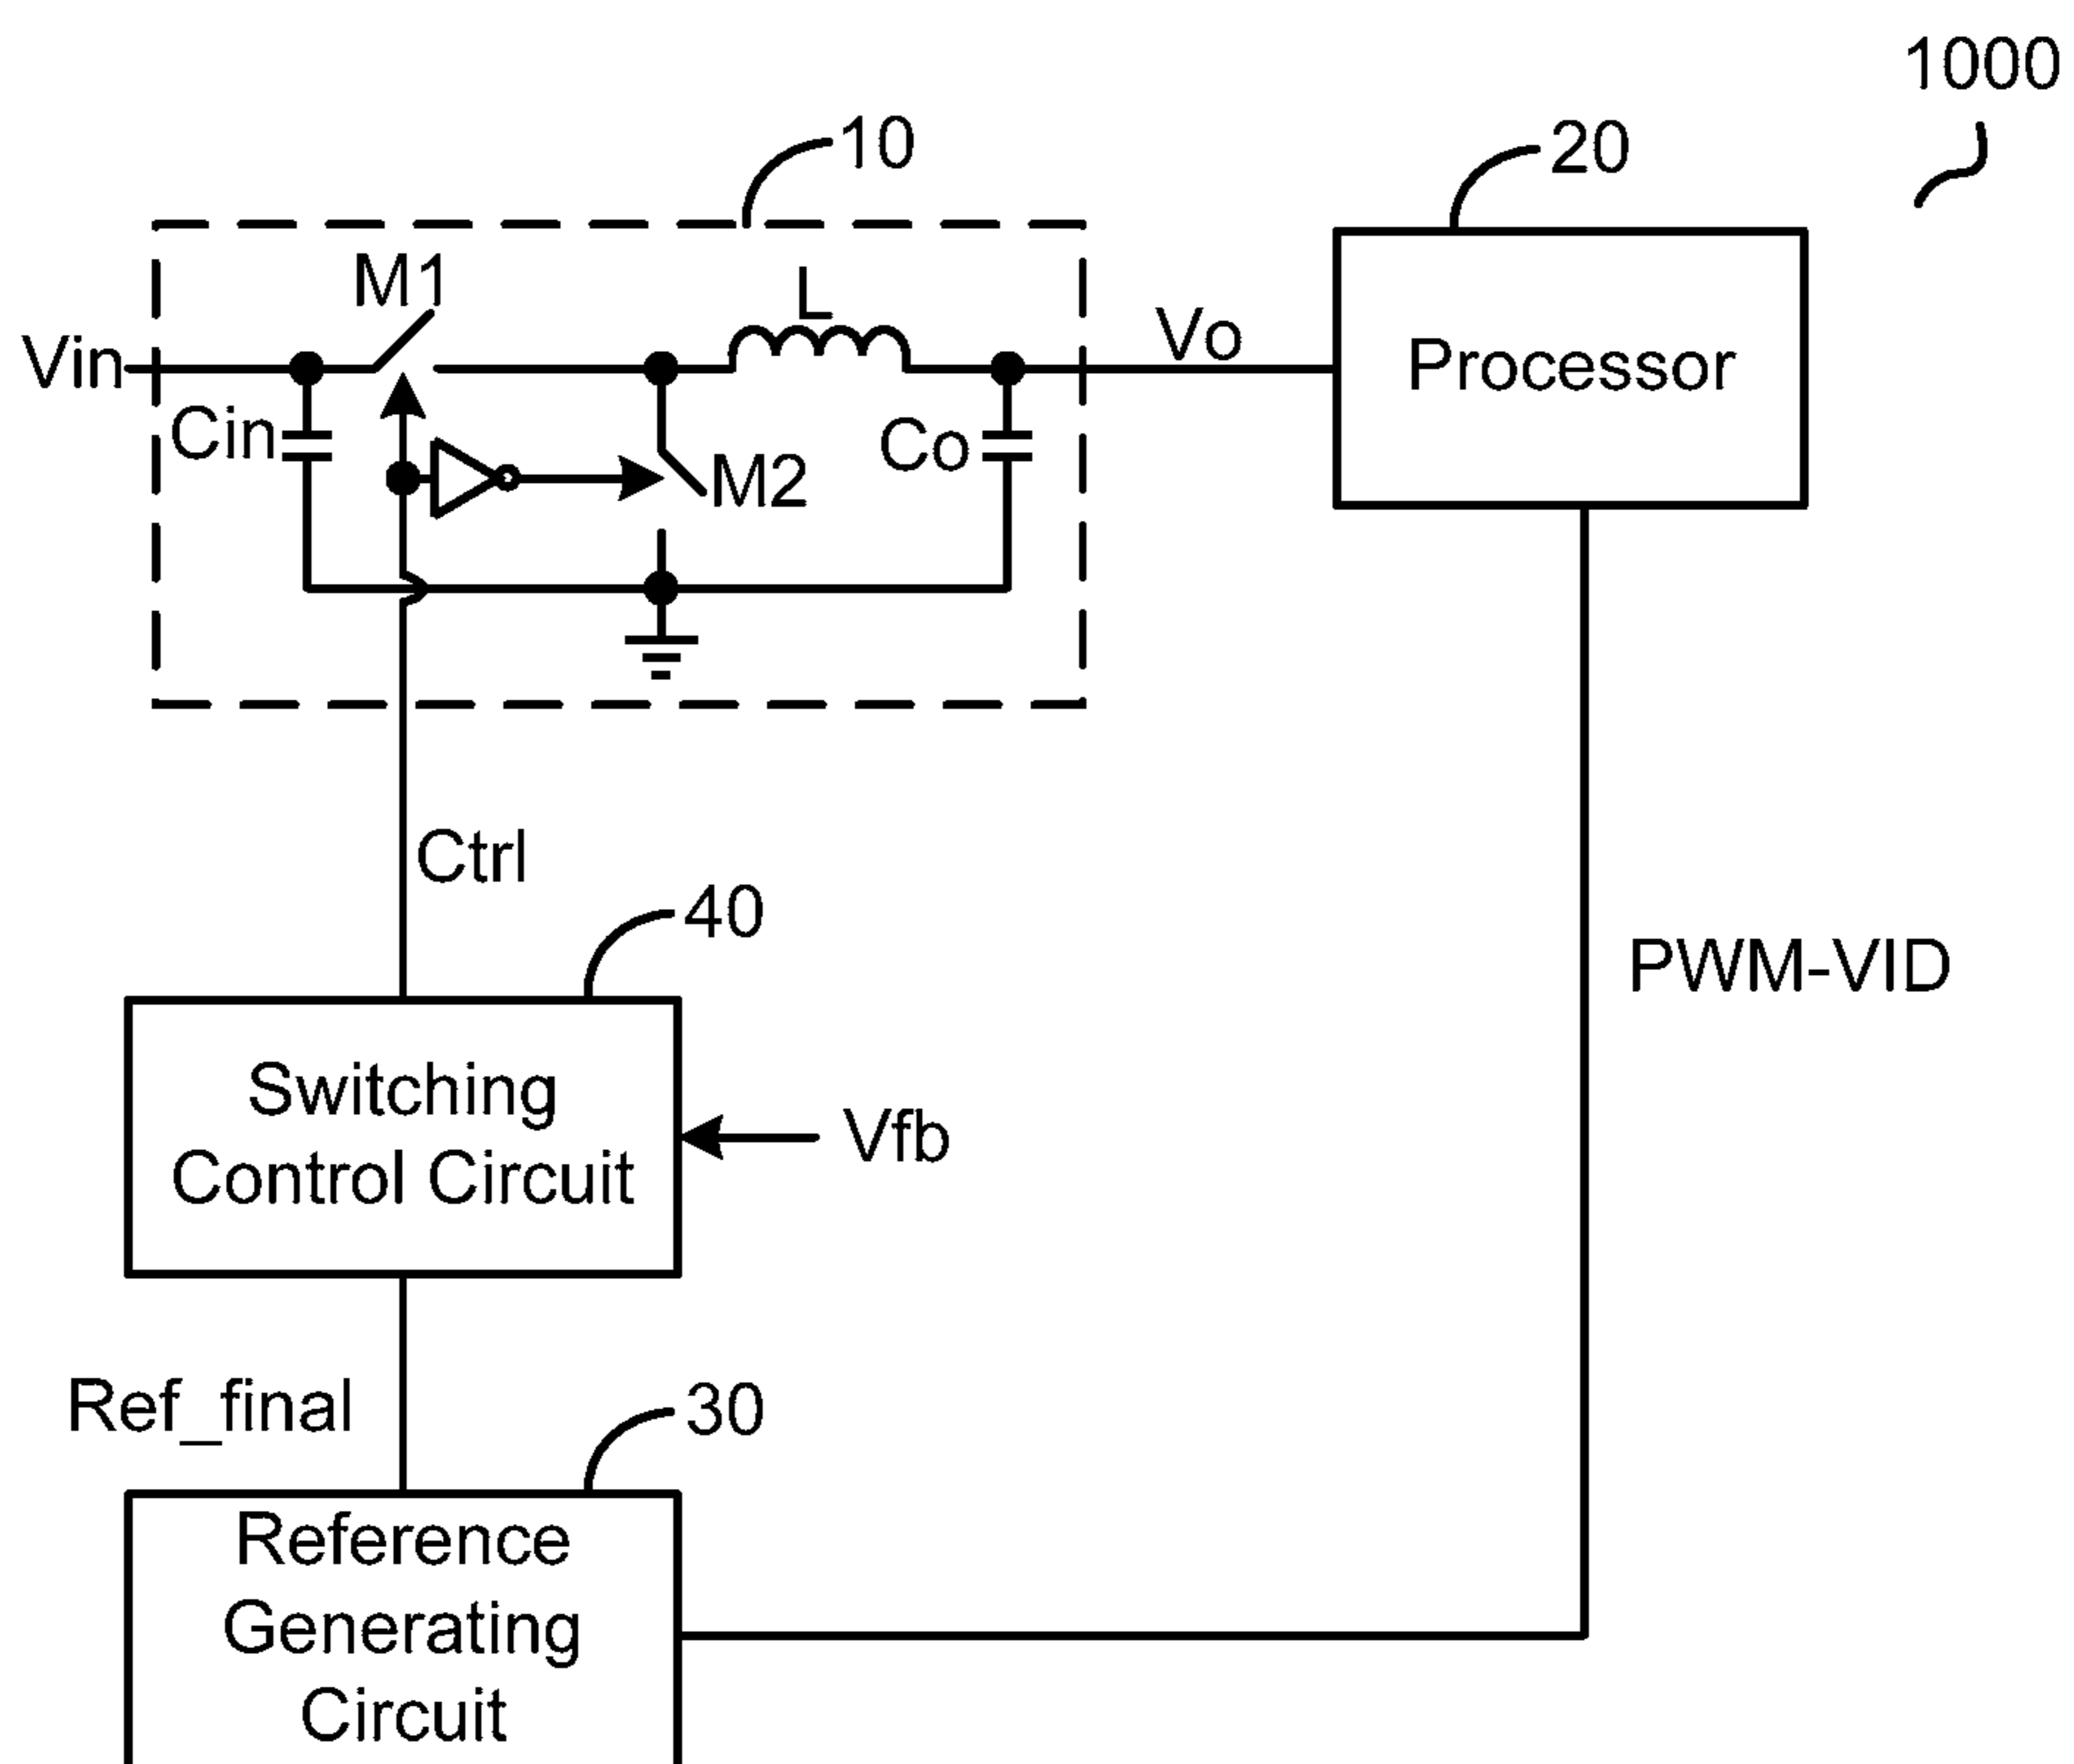 1000
10
20
M1
L
Vin
Vo
Processor
Cin
Co
M2
Ctrl
40
PWM-VID
Switching
Control Circuit
Vfb
Ref_final
30
Reference
Generating
Circuit